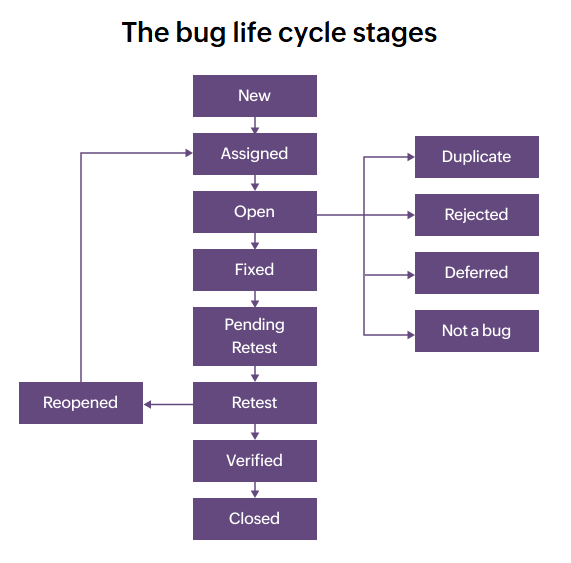 The bug life cycle stages
New
Assigned
Open
Fixed
Pending
Retest
Retest
Verified
Closed
Reopened
Duplicate
Rejected
Deferred
Not a bug